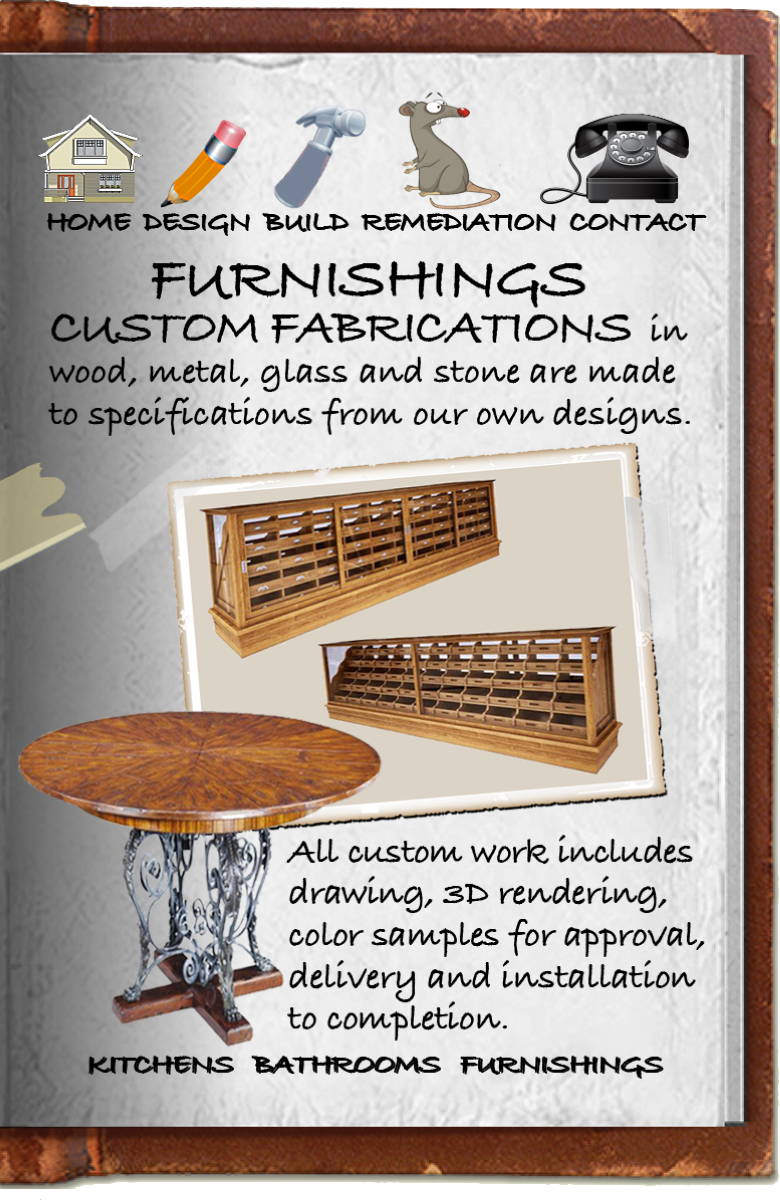 HOME DESIGN BUILD REMEDIATION CONTACT
FURNISHINGS
CUSTOM FABRICATIONS in
wood, metal, glass and stone are made
to specifications from our own designs.
All custom work includes
drawing, 3D rendering,
color samples for approval,
delivery and installation
to completion.
KITCHENS BATHROOMS FURNISHINGS